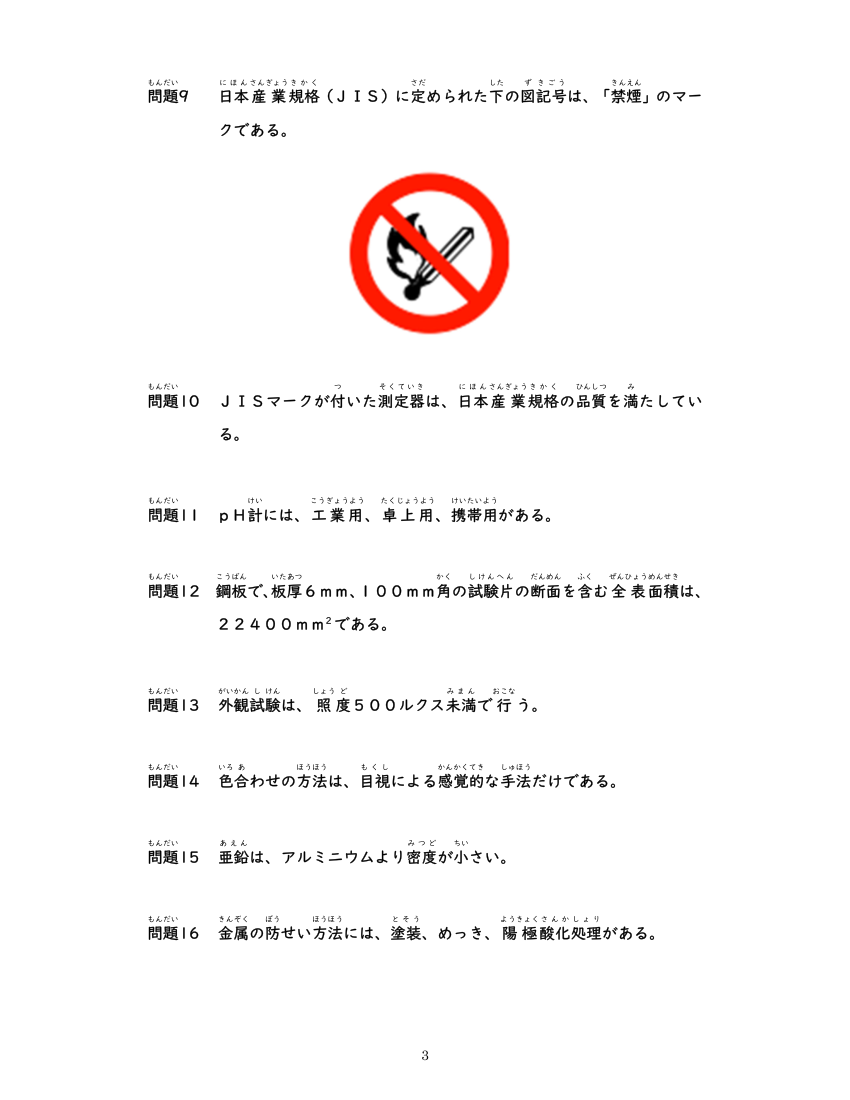 問題9 日本産業規格（ＪＩＳ）に定められた下の図記号は、「禁煙」のマー
クである。
問題10 ＪＩＳマークが付いた測定器は、日本産業規格の品質を満たしてい
る。
問題11 ｐＨ計には、工業用、卓上用、携帯用がある。
問題12 鋼板で、板厚６ｍｍ、１００ｍｍ角の試験片の断面を含む全表面積は、
２２４００ｍｍ²である。
問題13 外観試験は、照度５００ルクス未満で行う。
問題14 色合わせの方法は、目視による感覚的な手法だけである。
問題15 亜鉛は、アルミニウムより密度が小さい。
問題16 金属の防せい方法には、塗装、めっき、陽極酸化処理がある。
3